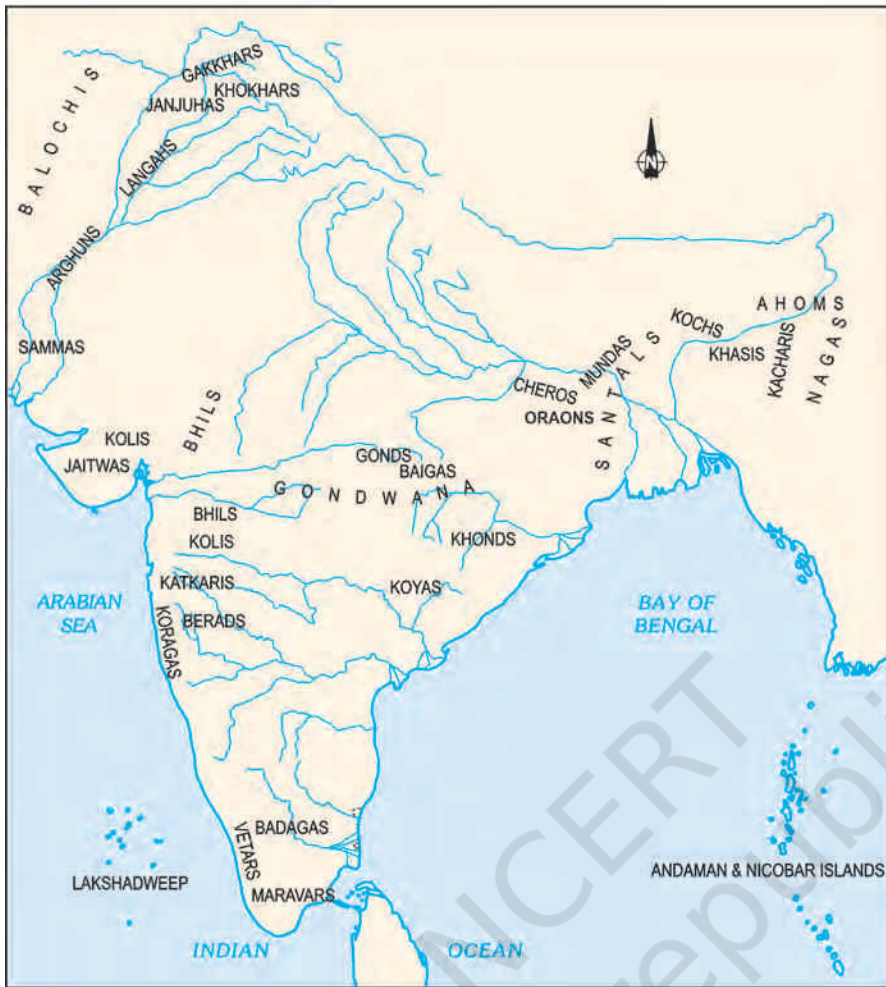 GAKKHARS
KHOKHARS
JANJUHAS
BALOCHIS
LANGAHS
ARGHUNS
SAMMAS
N
AHOMS
KOCHS
NAGAS
KHASIS
KACHARIS
MUNDAS
CHEROS
SANTALS
ORAONS
BHILS
KOLIS
JAITWAS
GONDS
BAIGAS
GONDWANA
BHILS
KOLIS
KHONDS
KATKARIS
KOYAS
BERADS
KORAGAS
ARABIAN
SEA
BAY OF
BENGAL
BADAGAS
VETARS
MARAVARS
LAKSHADWEEP
ANDAMAN & NICOBAR ISLANDS
INDIAN OCEAN
NCERT
republi